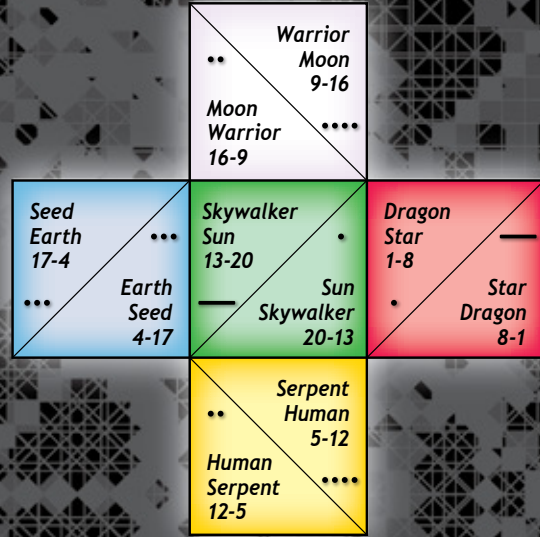 Warrior
Moon
9-16
Moon
Warrior
16-9
Seed
Earth
17-4
Earth
Seed
4-17
Skywalker
Sun
13-20
Sun
Skywalker
20-13
Dragon
Star
1-8
Star
Dragon
8-1
Serpent
Human
5-12
Human
Serpent
12-5